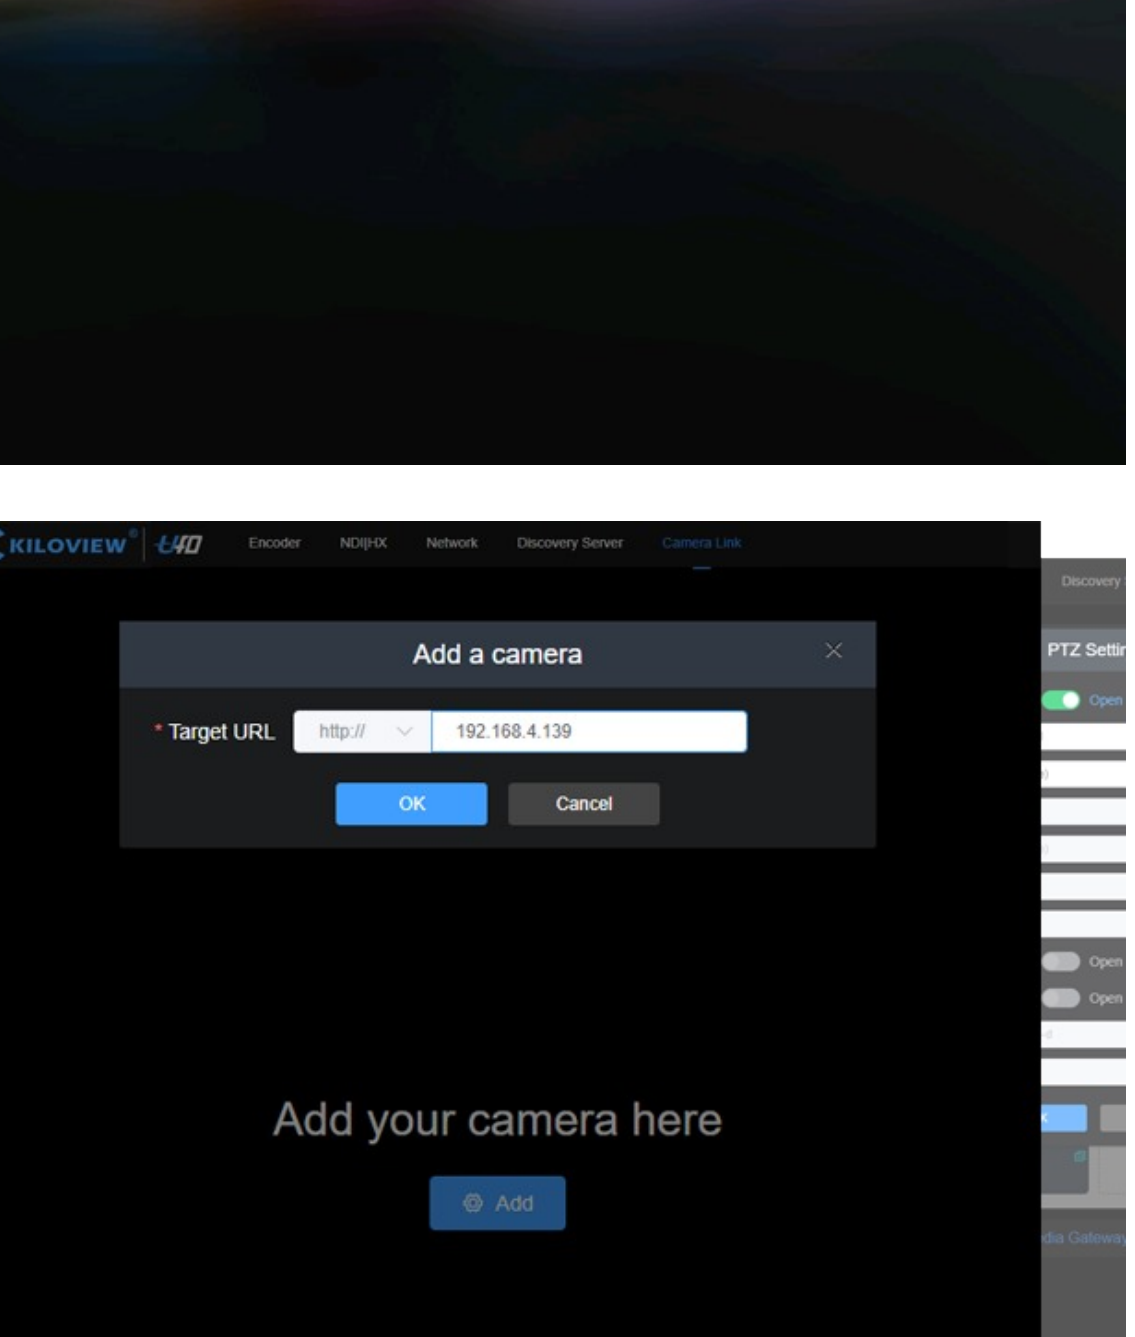 KILOVIEW® U40 Encoder NDI|HX Network Discovery Server Camera Link
Add a camera
* Target URL http:// 192.168.4.139
OK Cancel
Add your camera here
Add
Discovery
PTZ Settin
Open
Open
Open
dia Gateway